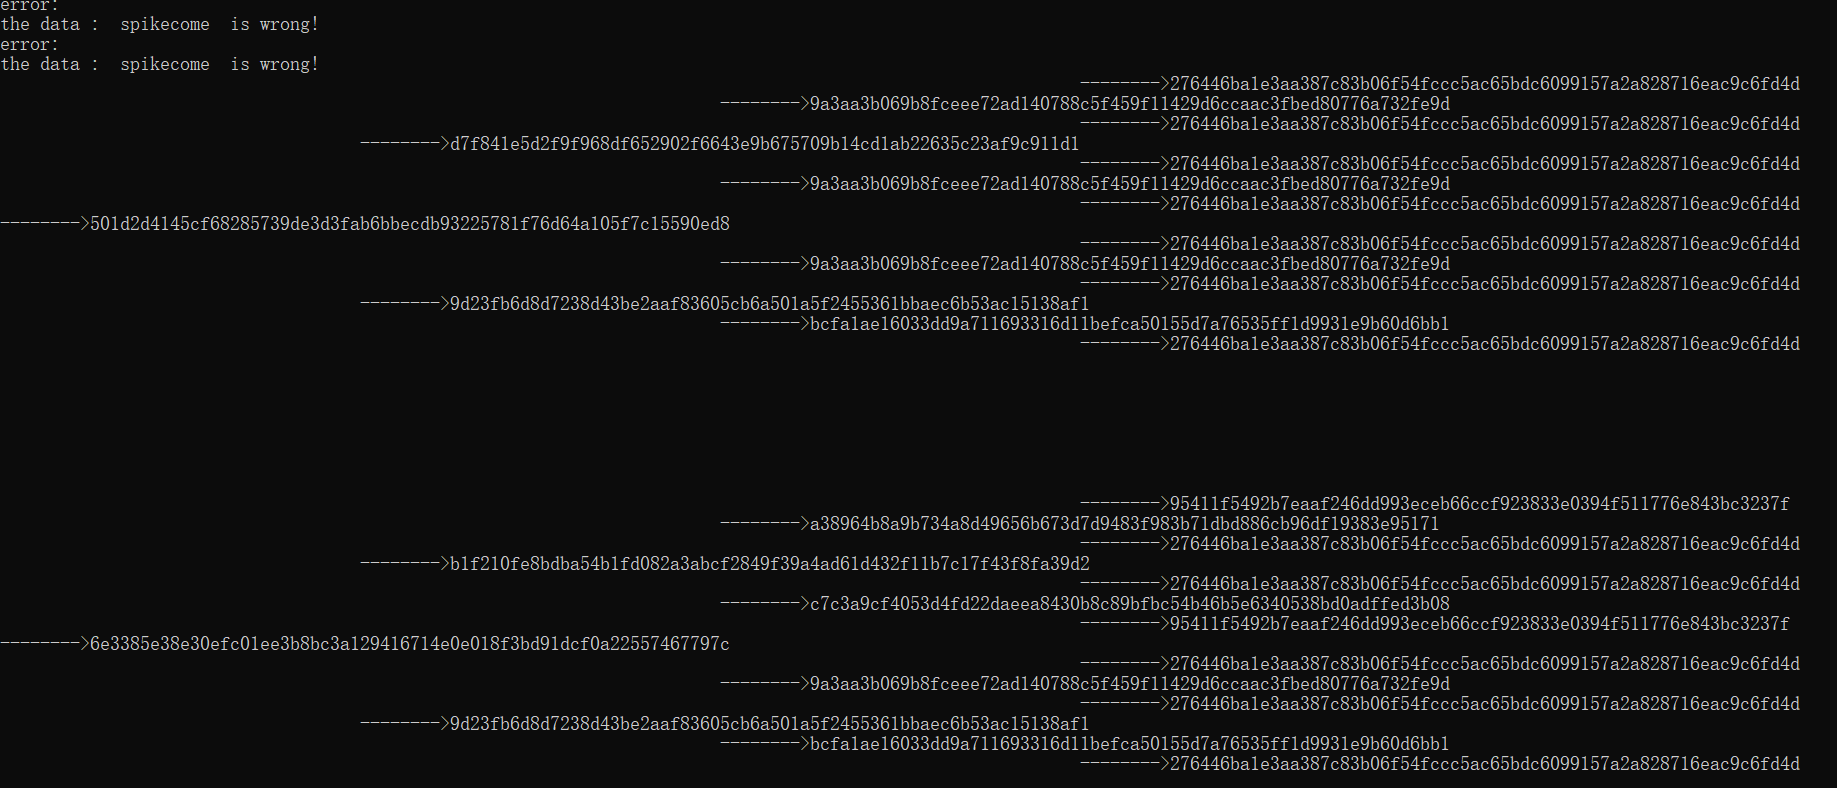 error:
the data :  spikecome  is wrong!
error:
the data :  spikecome  is wrong!
-------->276446ba1e3aa387c83b06f54fccc5ac65bdc6099157a2a828716eac9c6fd4d
-------->9a3aa3b069b8fceee72ad140788c5f459f11429d6ccaac3fbed80776a732fe9d
-------->276446ba1e3aa387c83b06f54fccc5ac65bdc6099157a2a828716eac9c6fd4d
-------->d7f841e5d2f9f968df652902f6643e9b675709b14cd1ab22635c23af9c911d1
-------->276446ba1e3aa387c83b06f54fccc5ac65bdc6099157a2a828716eac9c6fd4d
-------->9a3aa3b069b8fceee72ad140788c5f459f11429d6ccaac3fbed80776a732fe9d
-------->276446ba1e3aa387c83b06f54fccc5ac65bdc6099157a2a828716eac9c6fd4d
-------->501d2d4145cf68285739de3d3fab6bbecdb93225781f76d64a105f7c15590ed8
-------->276446ba1e3aa387c83b06f54fccc5ac65bdc6099157a2a828716eac9c6fd4d
-------->9a3aa3b069b8fceee72ad140788c5f459f11429d6ccaac3fbed80776a732fe9d
-------->276446ba1e3aa387c83b06f54fccc5ac65bdc6099157a2a828716eac9c6fd4d
-------->9d23fb6d8d7238d43be2aaf83605cb6a501a5f2455361bbaec6b53ac15138af1
-------->bcfa1ae16033dd9a711693316d11befca50155d7a76535ff1d9931e9b60d6bb1
-------->276446ba1e3aa387c83b06f54fccc5ac65bdc6099157a2a828716eac9c6fd4d
-------->95411f5492b7eaaf246dd993eceb66ccf923833e0394f511776e843bc3237f
-------->a38964b8a9b734a8d49656b673d7d9483f983b71dbd886cb96df19383e95171
-------->276446ba1e3aa387c83b06f54fccc5ac65bdc6099157a2a828716eac9c6fd4d
-------->b1f210fe8bdba54b1fd082a3abcf2849f39a4ad61d432f11b7c17f43f8fa39d2
-------->276446ba1e3aa387c83b06f54fccc5ac65bdc6099157a2a828716eac9c6fd4d
-------->c7c3a9cf4053d4fd22daeea8430b8c89bfbc54b46b5e6340538bd0adffed3b08
-------->95411f5492b7eaaf246dd993eceb66ccf923833e0394f511776e843bc3237f
-------->6e3385e38e30efc01ee3b8bc3a129416714e0e018f3bd91dcf0a22557467797c
-------->276446ba1e3aa387c83b06f54fccc5ac65bdc6099157a2a828716eac9c6fd4d
-------->9a3aa3b069b8fceee72ad140788c5f459f11429d6ccaac3fbed80776a732fe9d
-------->276446ba1e3aa387c83b06f54fccc5ac65bdc6099157a2a828716eac9c6fd4d
-------->9d23fb6d8d7238d43be2aaf83605cb6a501a5f2455361bbaec6b53ac15138af1
-------->bcfa1ae16033dd9a711693316d11befca50155d7a76535ff1d9931e9b60d6bb1
-------->276446ba1e3aa387c83b06f54fccc5ac65bdc6099157a2a828716eac9c6fd4d